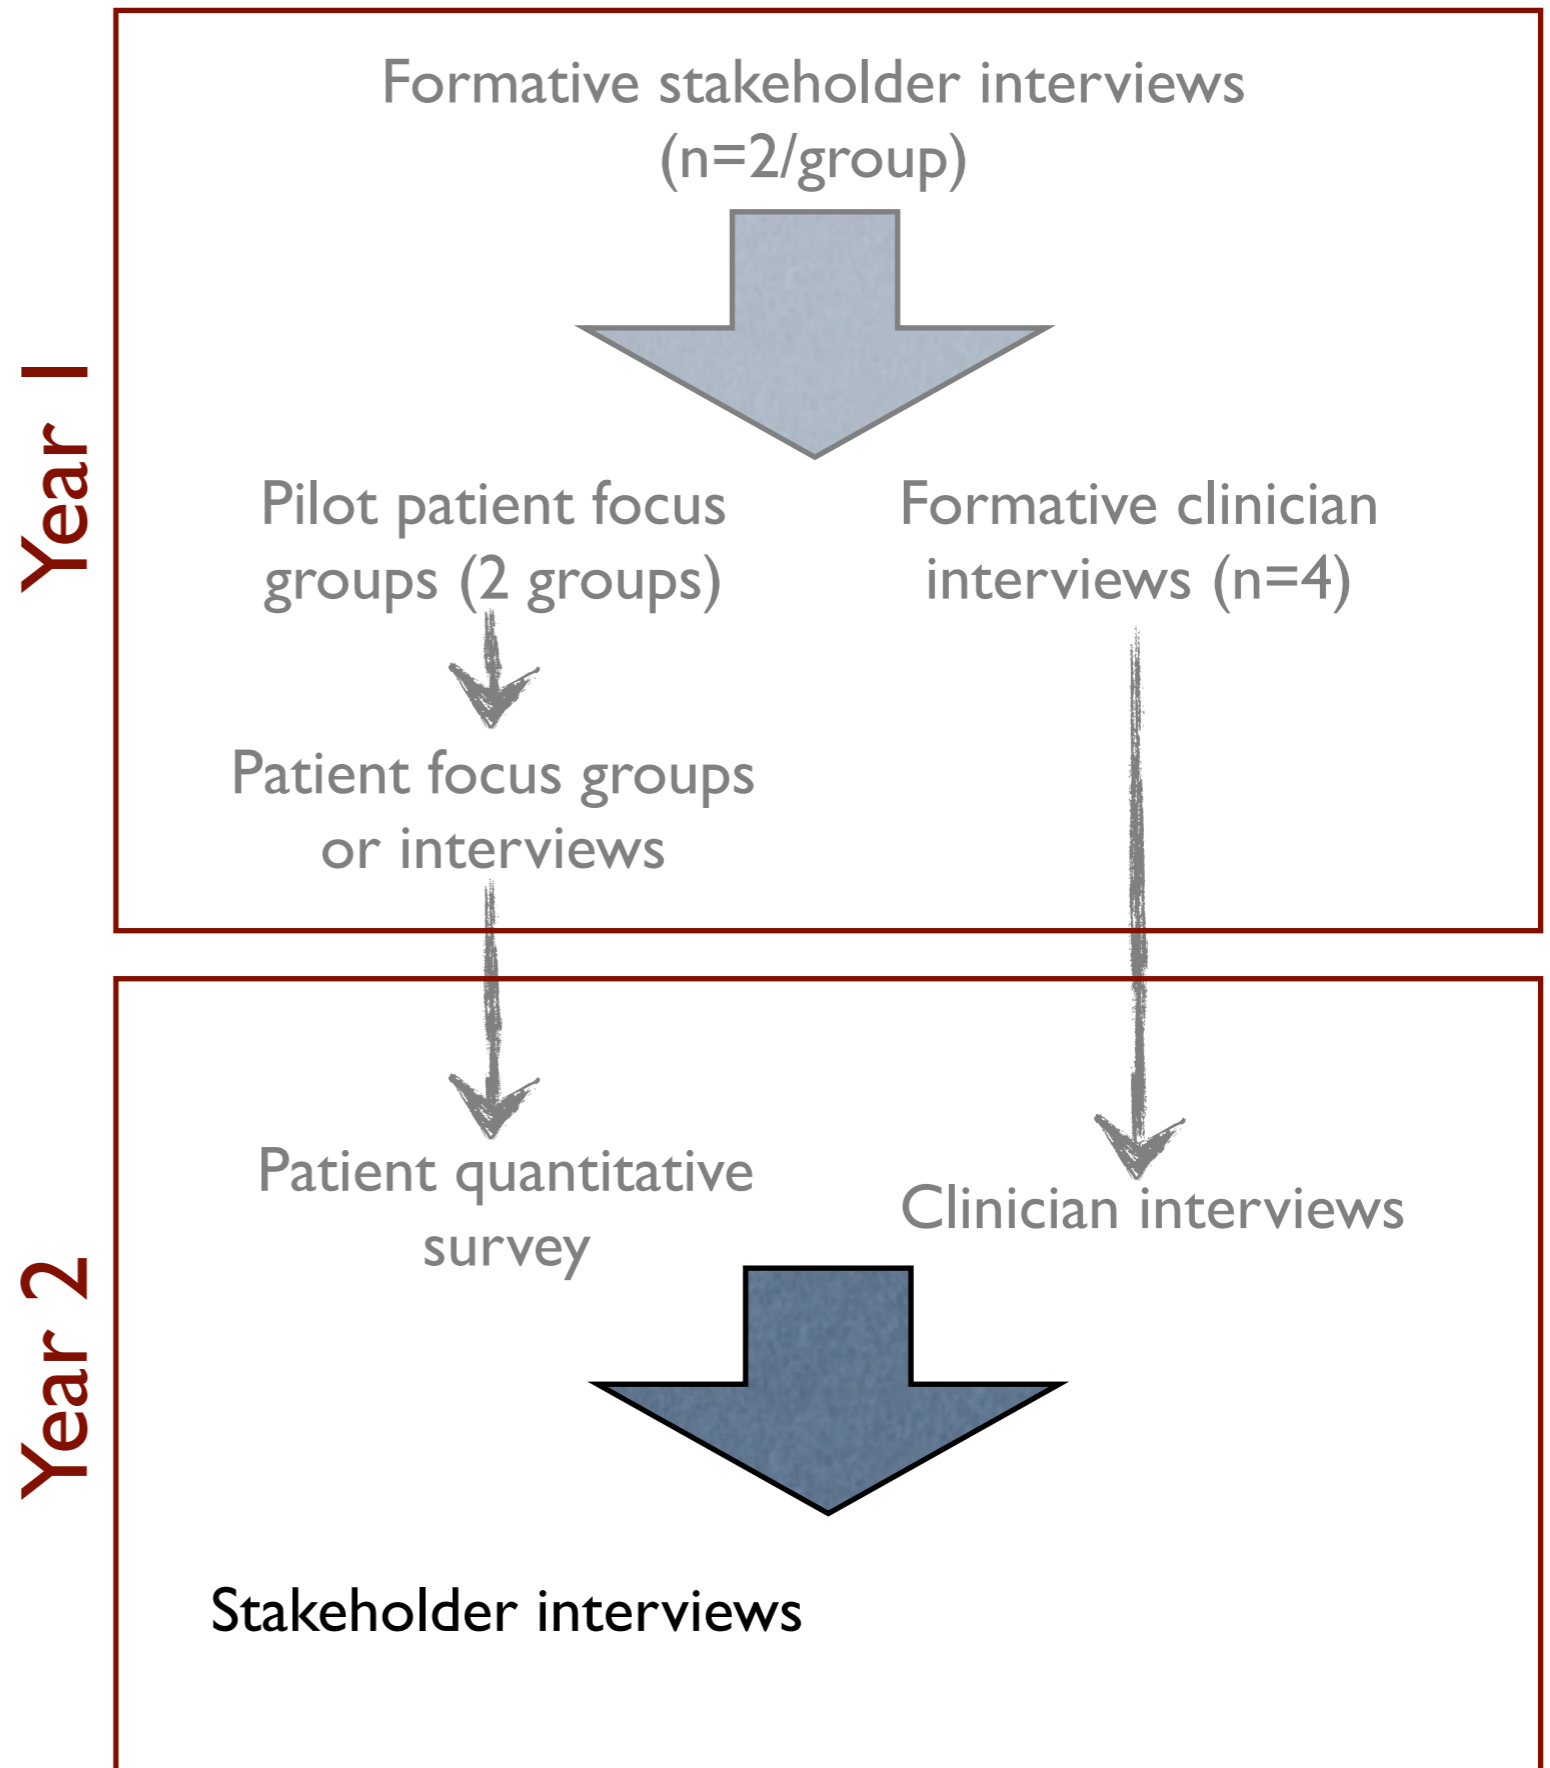 Year 1
Formative stakeholder interviews
(n=2/group)
Pilot patient focus
groups (2 groups)
Formative clinician
interviews (n=4)
Patient focus groups
or interviews
Year 2
Patient quantitative
survey
Clinician interviews
Stakeholder interviews